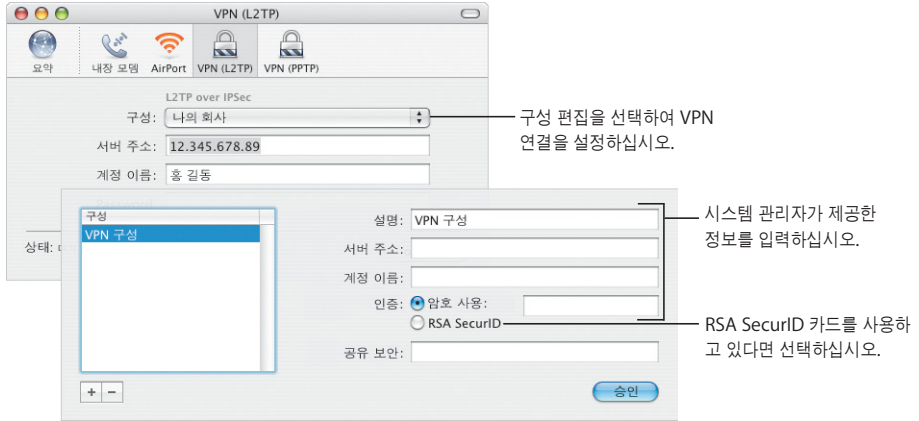 VPN (L2TP)
요약
내장 모뎀
AirPort
VPN (L2TP)
VPN (PPTP)
L2TP over IPSec
구성: 나의 회사
구성 편집을 선택하여 VPN
연결을 설정하십시오.
서버 주소: 12.345.678.89
계정 이름: 홍 길동
Password
상태:
구성
VPN 구성
설명: VPN 구성
서버 주소:
계정 이름:
인증: 암호 사용:
RSA SecurID
공유 보안:
+ −
승인
시스템 관리자가 제공한
정보를 입력하십시오.
RSA SecurID 카드를 사용하
고 있다면 선택하십시오.